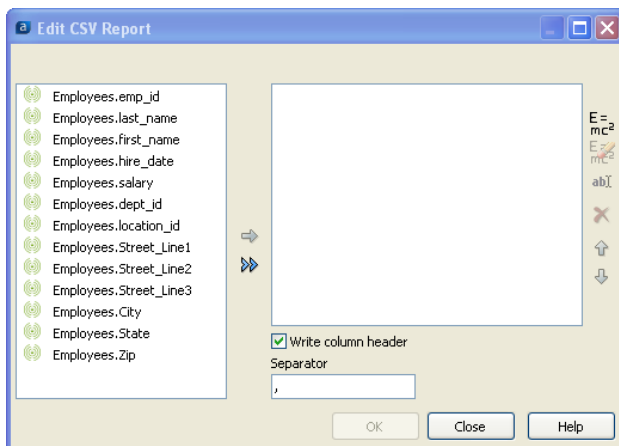 a Edit CSV Report
Employees.emp_id
Employees.last_name
Employees.first_name
Employees.hire_date
Employees.salary
Employees.dept_id
Employees.location_id
Employees.Street_Line1
Employees.Street_Line2
Employees.Street_Line3
Employees.City
Employees.State
Employees.Zip
E=
mc²
E=
mc²
ab
Write column header
Separator
,
OK
Close
Help